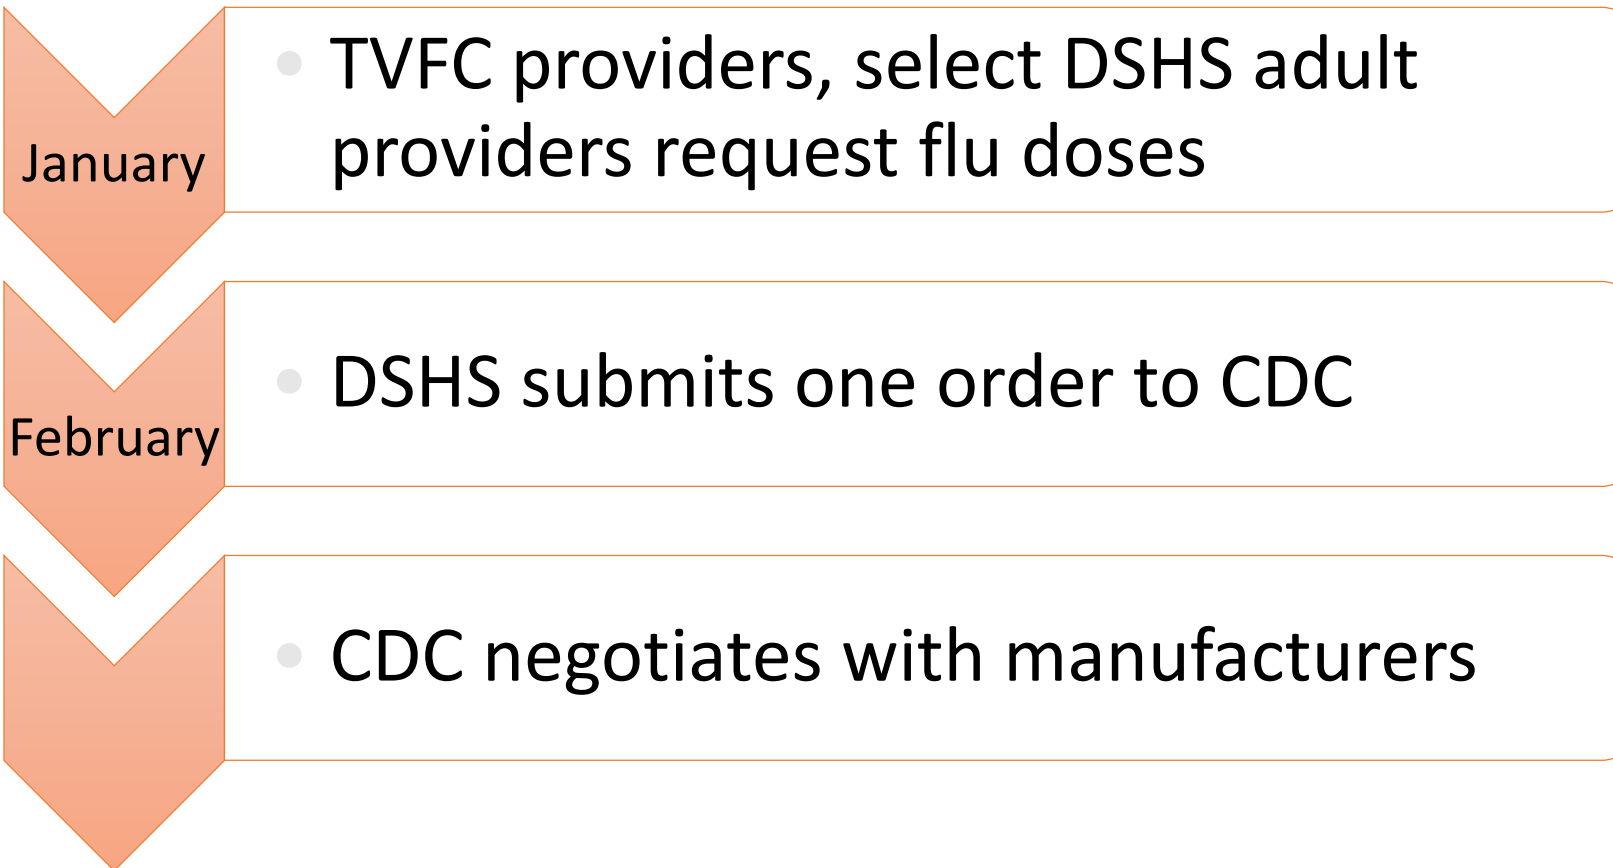 January
• TVFC providers, select DSHS adult
providers request flu doses
February
• DSHS submits one order to CDC
• CDC negotiates with manufacturers